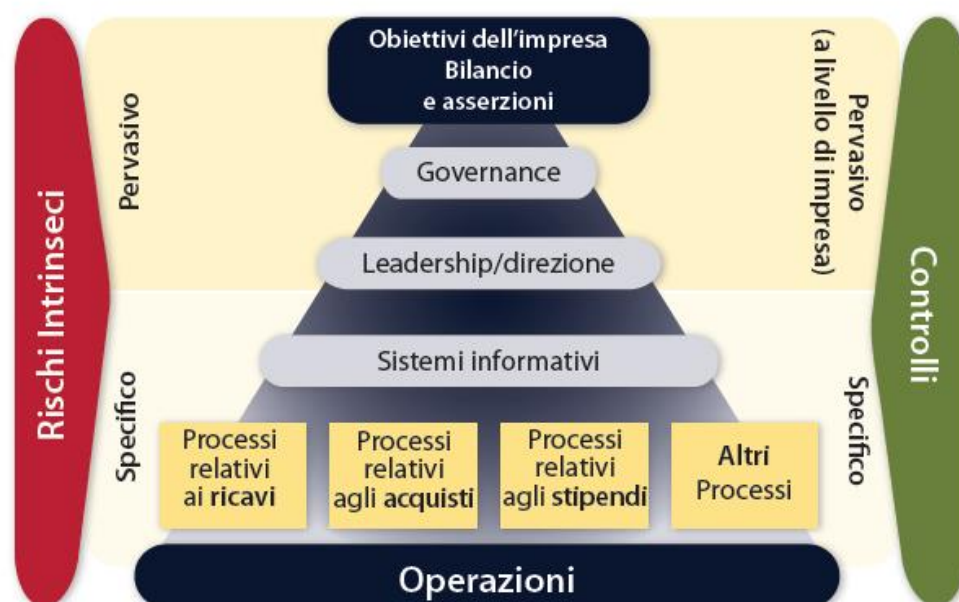 Obiettivi dell'impresa
Bilancio
e asserzioni
Governance
Leadership/direzione
Sistemi informativi
Processi
relativi
ai ricavi
Processi
relativi
agli acquisti
Processi
relativi
agli stipendi
Altri
Processi
Operazioni
Rischi Intrinseci
Pervasivo
Specifico
Pervasivo
(a livello di impresa)
Specifico
Controlli